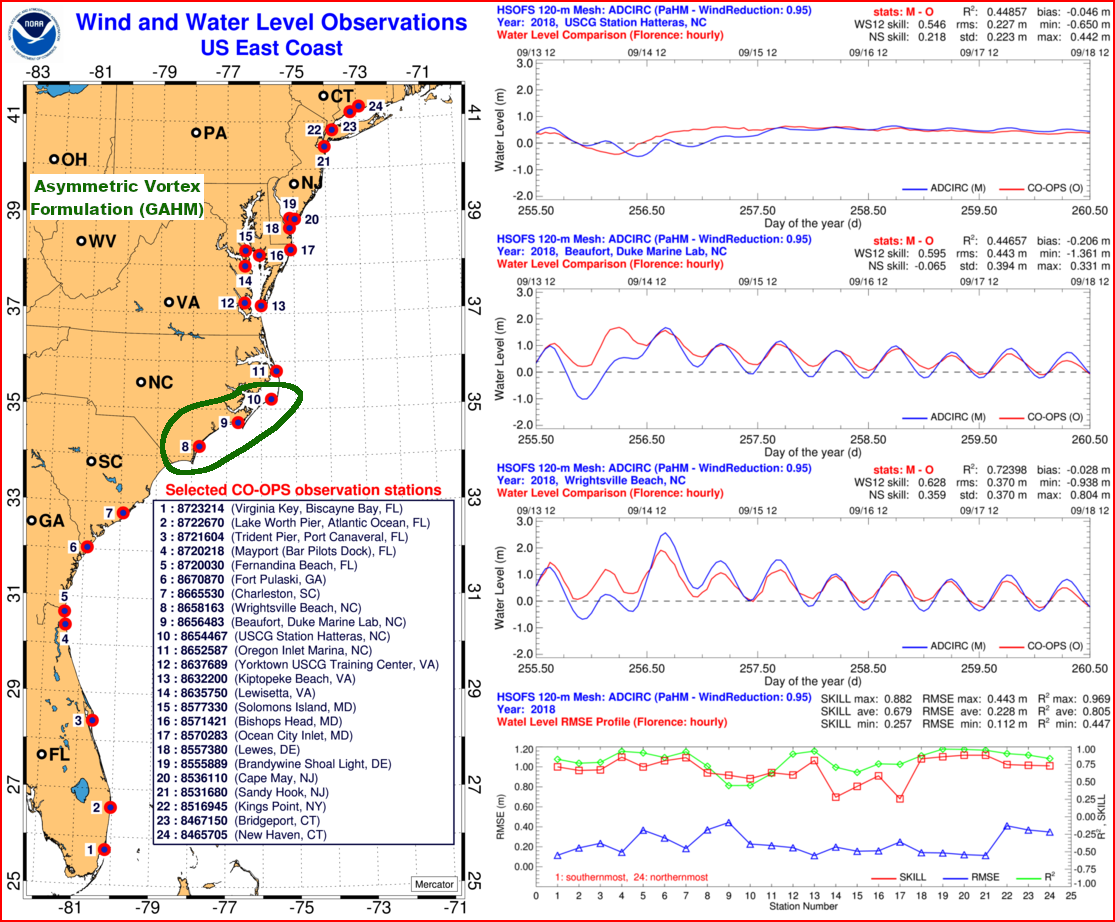 NOAA
Wind and Water Level Observations
US East Coast
-83 -81 -79 -77 -75 -73 -71
41 41
39 39
37 37
35 35
33 33
31 31
29 29
27 27
25 25
-81 -79 -77 -75 -73 -71
CT
PA
OH
NJ
WV
VA
NC
SC
GA
FL
24
23
22
21
20
19
18
17
16
15
14
13
12
11
10
9
8
7
6
5
4
3
2
1
Asymmetric Vortex
Formulation (GAHM)
Selected CO-OPS observation stations
1 : 8723214 (Virginia Key, Biscayne Bay, FL)
2 : 8722670 (Lake Worth Pier, Atlantic Ocean, FL)
3 : 8721604 (Trident Pier, Port Canaveral, FL)
4 : 8720218 (Mayport (Bar Pilots Dock), FL)
5 : 8720030 (Fernandina Beach, FL)
6 : 8670870 (Fort Pulaski, GA)
7 : 8665530 (Charleston, SC)
8 : 8658163 (Wrightsville Beach, NC)
9 : 8656483 (Beaufort, Duke Marine Lab, NC)
10 : 8654467 (USCG Station Hatteras, NC)
11 : 8652587 (Oregon Inlet Marina, NC)
12 : 8637689 (Yorktown USCG Training Center, VA)
13 : 8632200 (Kiptopeke Beach, VA)
14 : 8635750 (Lewisetta, VA)
15 : 8577330 (Solomons Island, MD)
16 : 8571421 (Bishops Head, MD)
17 : 8570283 (Ocean City Inlet, MD)
18 : 8557380 (Lewes, DE)
19 : 8555889 (Brandywine Shoal Light, DE)
20 : 8536110 (Cape May, NJ)
21 : 8531680 (Sandy Hook, NJ)
22 : 8516945 (Kings Point, NY)
23 : 8467150 (Bridgeport, CT)
24 : 8465705 (New Haven, CT)
Mercator
HSOFS 120-m Mesh: ADCIRC (PaHM - WindReduction: 0.95)
Year: 2018, USCG Station Hatteras, NC
Water Level Comparison (Florence: hourly)
stats: M - O R²: 0.44857 bias: -0.046 m
WS12 skill: 0.546 rms: 0.227 m min: -0.650 m
NS skill: 0.218 std: 0.223 m max: 0.442 m
09/13 12 09/14 12 09/15 12 09/16 12 09/17 12 09/18 12
Water Level (m)
3.0
2.0
1.0
0.0
-1.0
-2.0
ADCIRC (M) CO-OPS (O)
255.50 256.50 257.50 258.50 259.50 260.50
Day of the year (d)
HSOFS 120-m Mesh: ADCIRC (PaHM - WindReduction: 0.95)
Year: 2018, Beaufort, Duke Marine Lab, NC
Water Level Comparison (Florence: hourly)
stats: M - O R²: 0.44657 bias: -0.206 m
WS12 skill: 0.595 rms: 0.443 m min: -1.361 m
NS skill: -0.065 std: 0.394 m max: 0.331 m
09/13 12 09/14 12 09/15 12 09/16 12 09/17 12 09/18 12
Water Level (m)
3.0
2.0
1.0
0.0
-1.0
-2.0
ADCIRC (M) CO-OPS (O)
255.50 256.50 257.50 258.50 259.50 260.50
Day of the year (d)
HSOFS 120-m Mesh: ADCIRC (PaHM - WindReduction: 0.95)
Year: 2018, Wrightsville Beach, NC
Water Level Comparison (Florence: hourly)
stats: M - O R²: 0.72398 bias: -0.028 m
WS12 skill: 0.628 rms: 0.370 m min: -0.938 m
NS skill: 0.359 std: 0.370 m max: 0.804 m
09/13 12 09/14 12 09/15 12 09/16 12 09/17 12 09/18 12
Water Level (m)
3.0
2.0
1.0
0.0
-1.0
-2.0
ADCIRC (M) CO-OPS (O)
255.50 256.50 257.50 258.50 259.50 260.50
Day of the year (d)
HSOFS 120-m Mesh: ADCIRC (PaHM - WindReduction: 0.95)
Year: 2018
Watel Level RMSE Profile (Florence: hourly)
SKILL max: 0.882 RMSE max: 0.443 m R² max: 0.969
SKILL ave: 0.679 RMSE ave: 0.228 m R² ave: 0.805
SKILL min: 0.257 RMSE min: 0.112 m R² min: 0.447
RMSE (m)
1.20
1.00
0.80
0.60
0.40
0.20
0.00
1.00
0.75
0.50
0.25
0.00
-0.25
-0.50
-0.75
-1.00
R², SKILL
1: southernmost, 24: northernmost
SKILL RMSE R²
0 1 2 3 4 5 6 7 8 9 10 11 12 13 14 15 16 17 18 19 20 21 22 23 24 25
Station Number